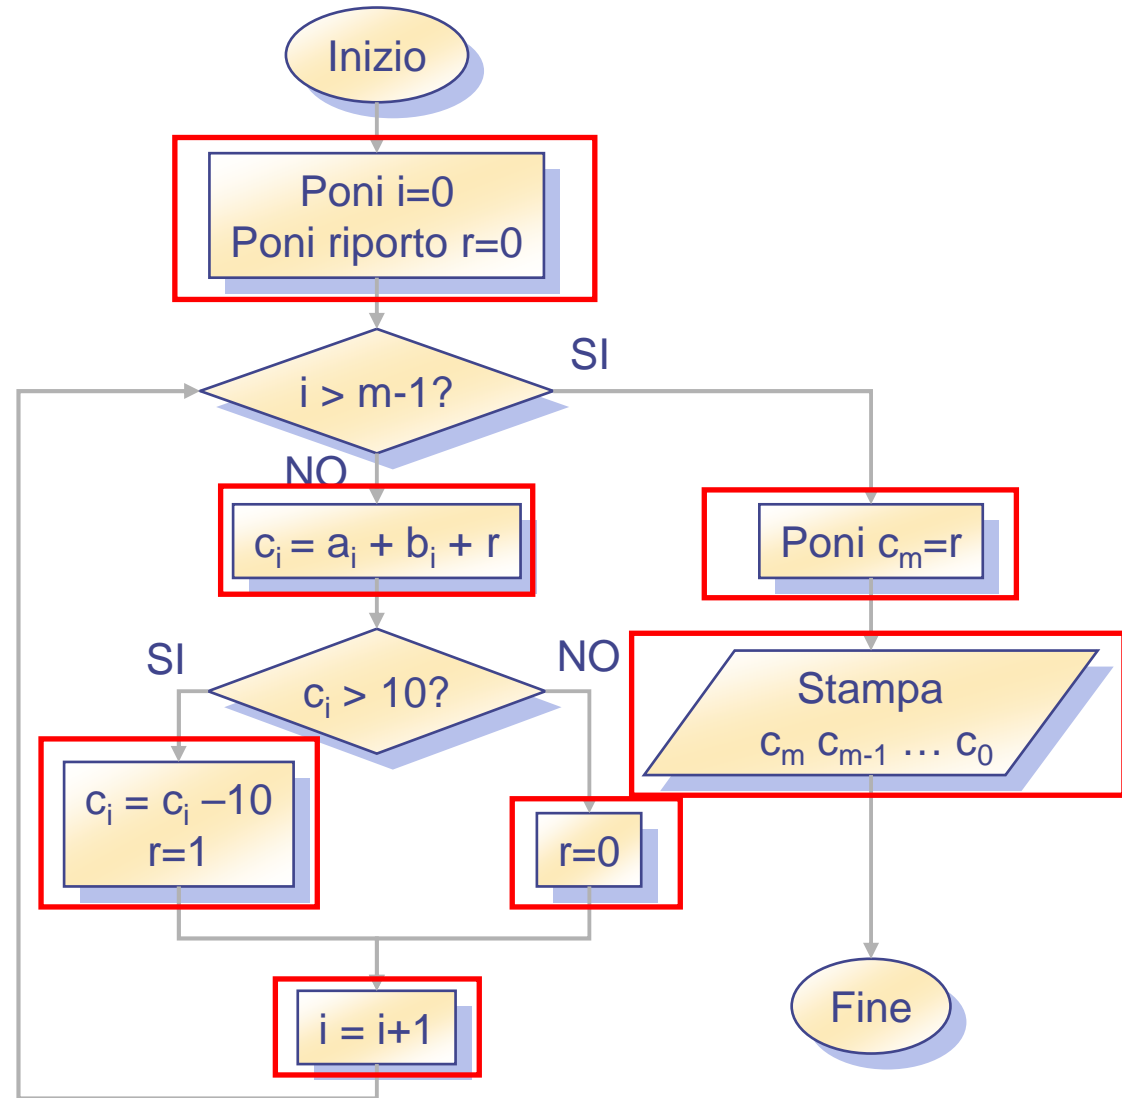 Inizio
Poni i=0
Poni riporto r=0
i > m-1?
SI
NO
cᵢ = aᵢ + bᵢ + r
cᵢ > 10?
SI
NO
cᵢ = cᵢ –10
r=1
r=0
i = i+1
Poni cₘ=r
Stampa
cₘ cₘ₋₁ … c₀
Fine